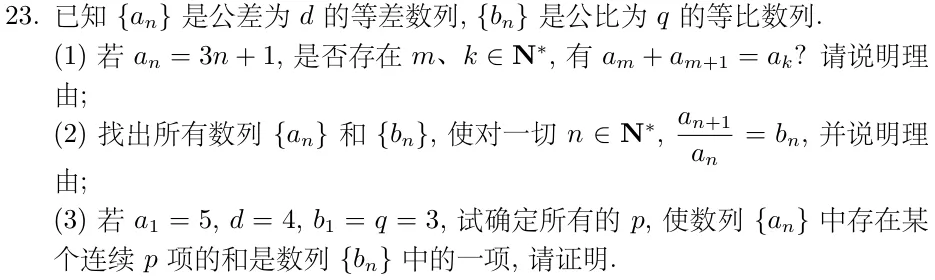 23. 已知 {aₙ} 是公差为 d 的等差数列, {bₙ} 是公比为 q 的等比数列.
(1) 若 aₙ = 3n + 1, 是否存在 m、k ∈ N*, 有 aₘ + aₘ₊₁ = aₖ? 请说明理
由;
(2) 找出所有数列 {aₙ} 和 {bₙ}, 使对一切 n ∈ N*, aₙ₊₁/aₙ = bₙ, 并说明理
由;
(3) 若 a₁ = 5, d = 4, b₁ = q = 3, 试确定所有的 p, 使数列 {aₙ} 中存在某
个连续 p 项的和是数列 {bₙ} 中的一项, 请证明.